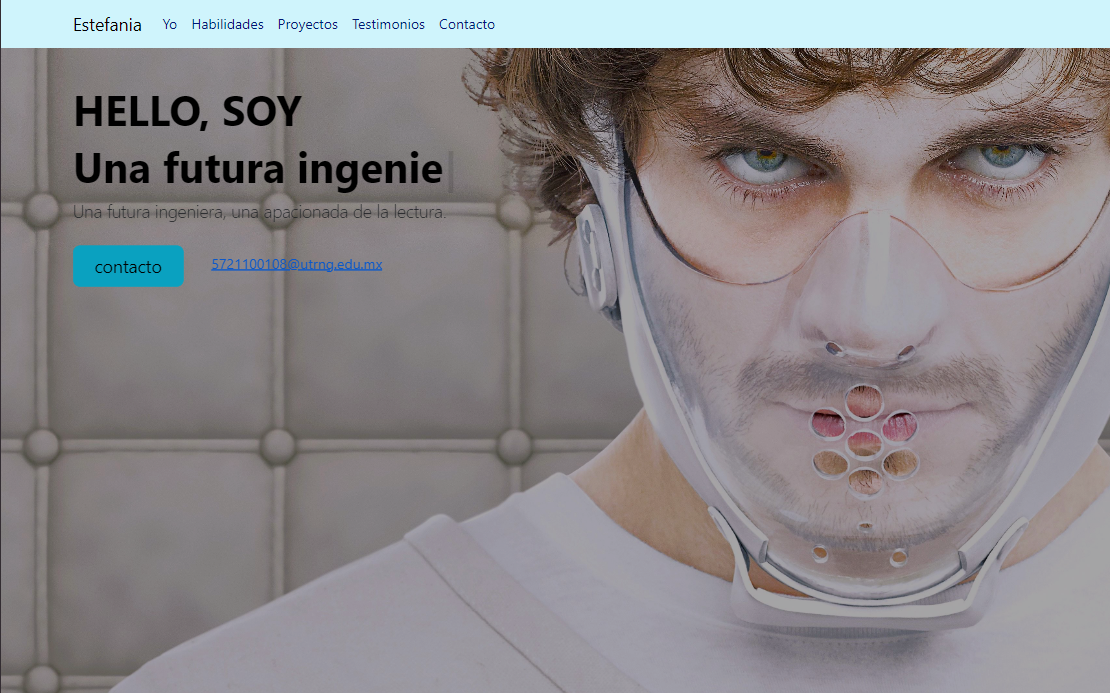 Estefania Yo Habilidades Proyectos Testimonios Contacto
HELLO, SOY
Una futura ingenie
Una futura ingeniera, una apacionada de la lectura.
contacto 5721100108@utrng.edu.mx